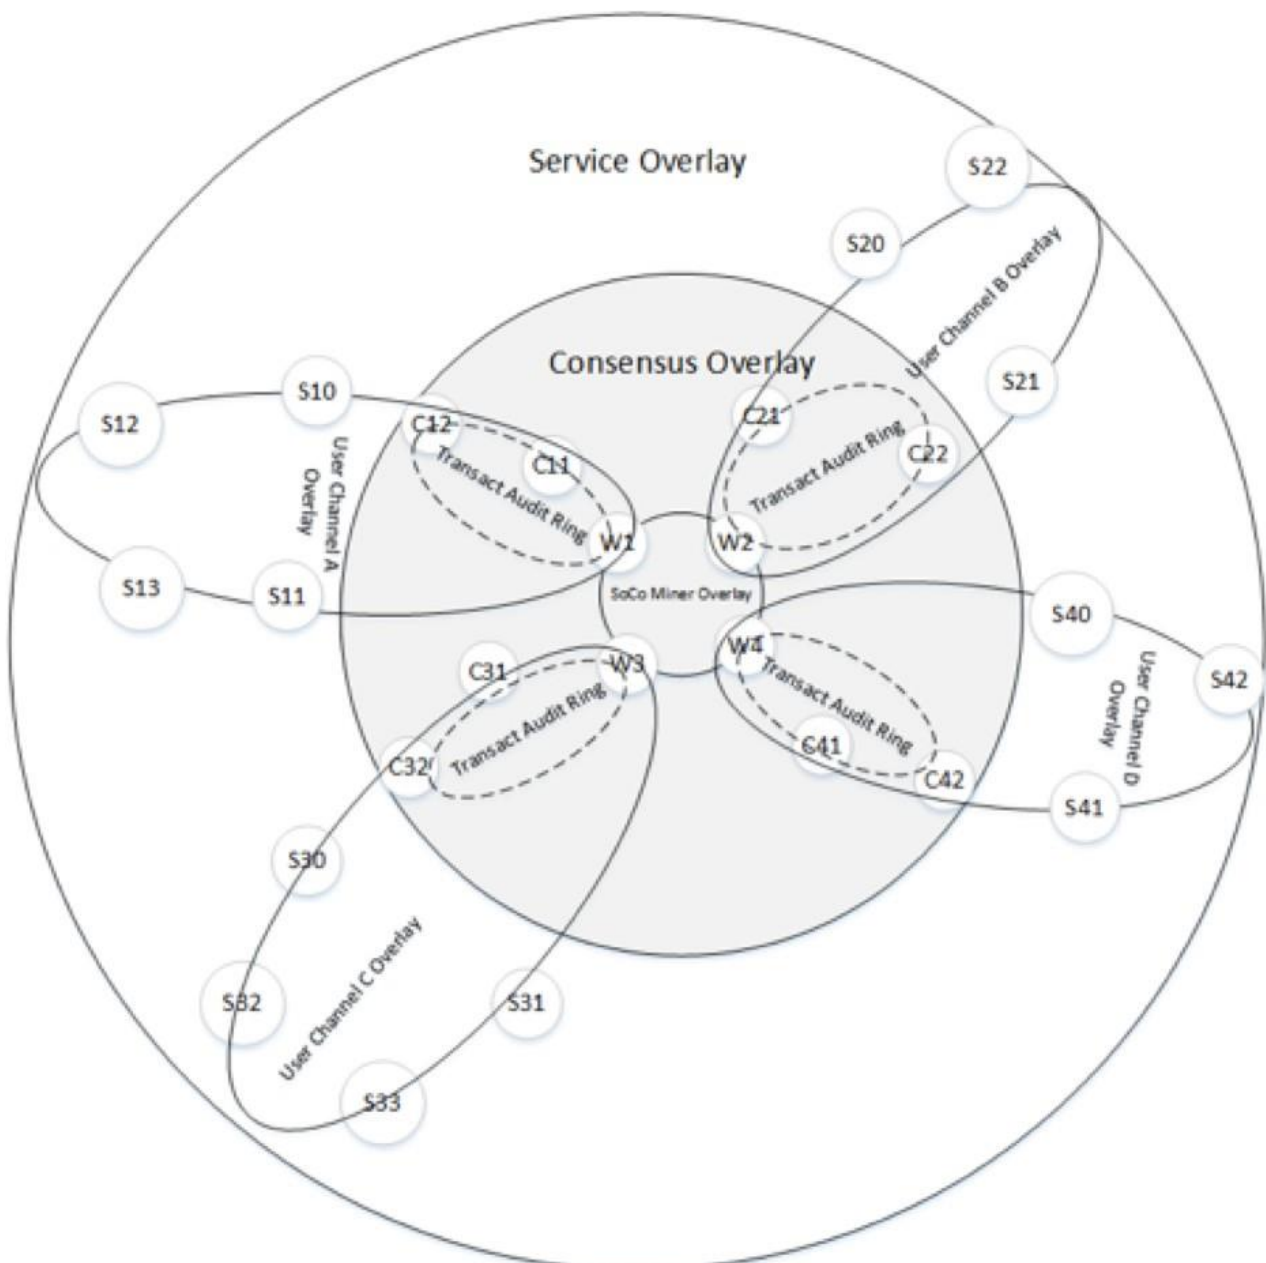 Service Overlay
S22
S20
User Channel B Overlay
Consensus Overlay
S21
S10
S12
C12
C11
C21
C22
Transact Audit Ring
Transact Audit Ring
User Channel A
Overlay
W1
W2
S13
S11
SoCo Miner Overlay
S40
W4
W3
C31
S42
Transact Audit Ring
Transact Audit Ring
User Channel D
Overlay
C41
C32
C42
S41
S30
User Channel C Overlay
S32
S31
S33